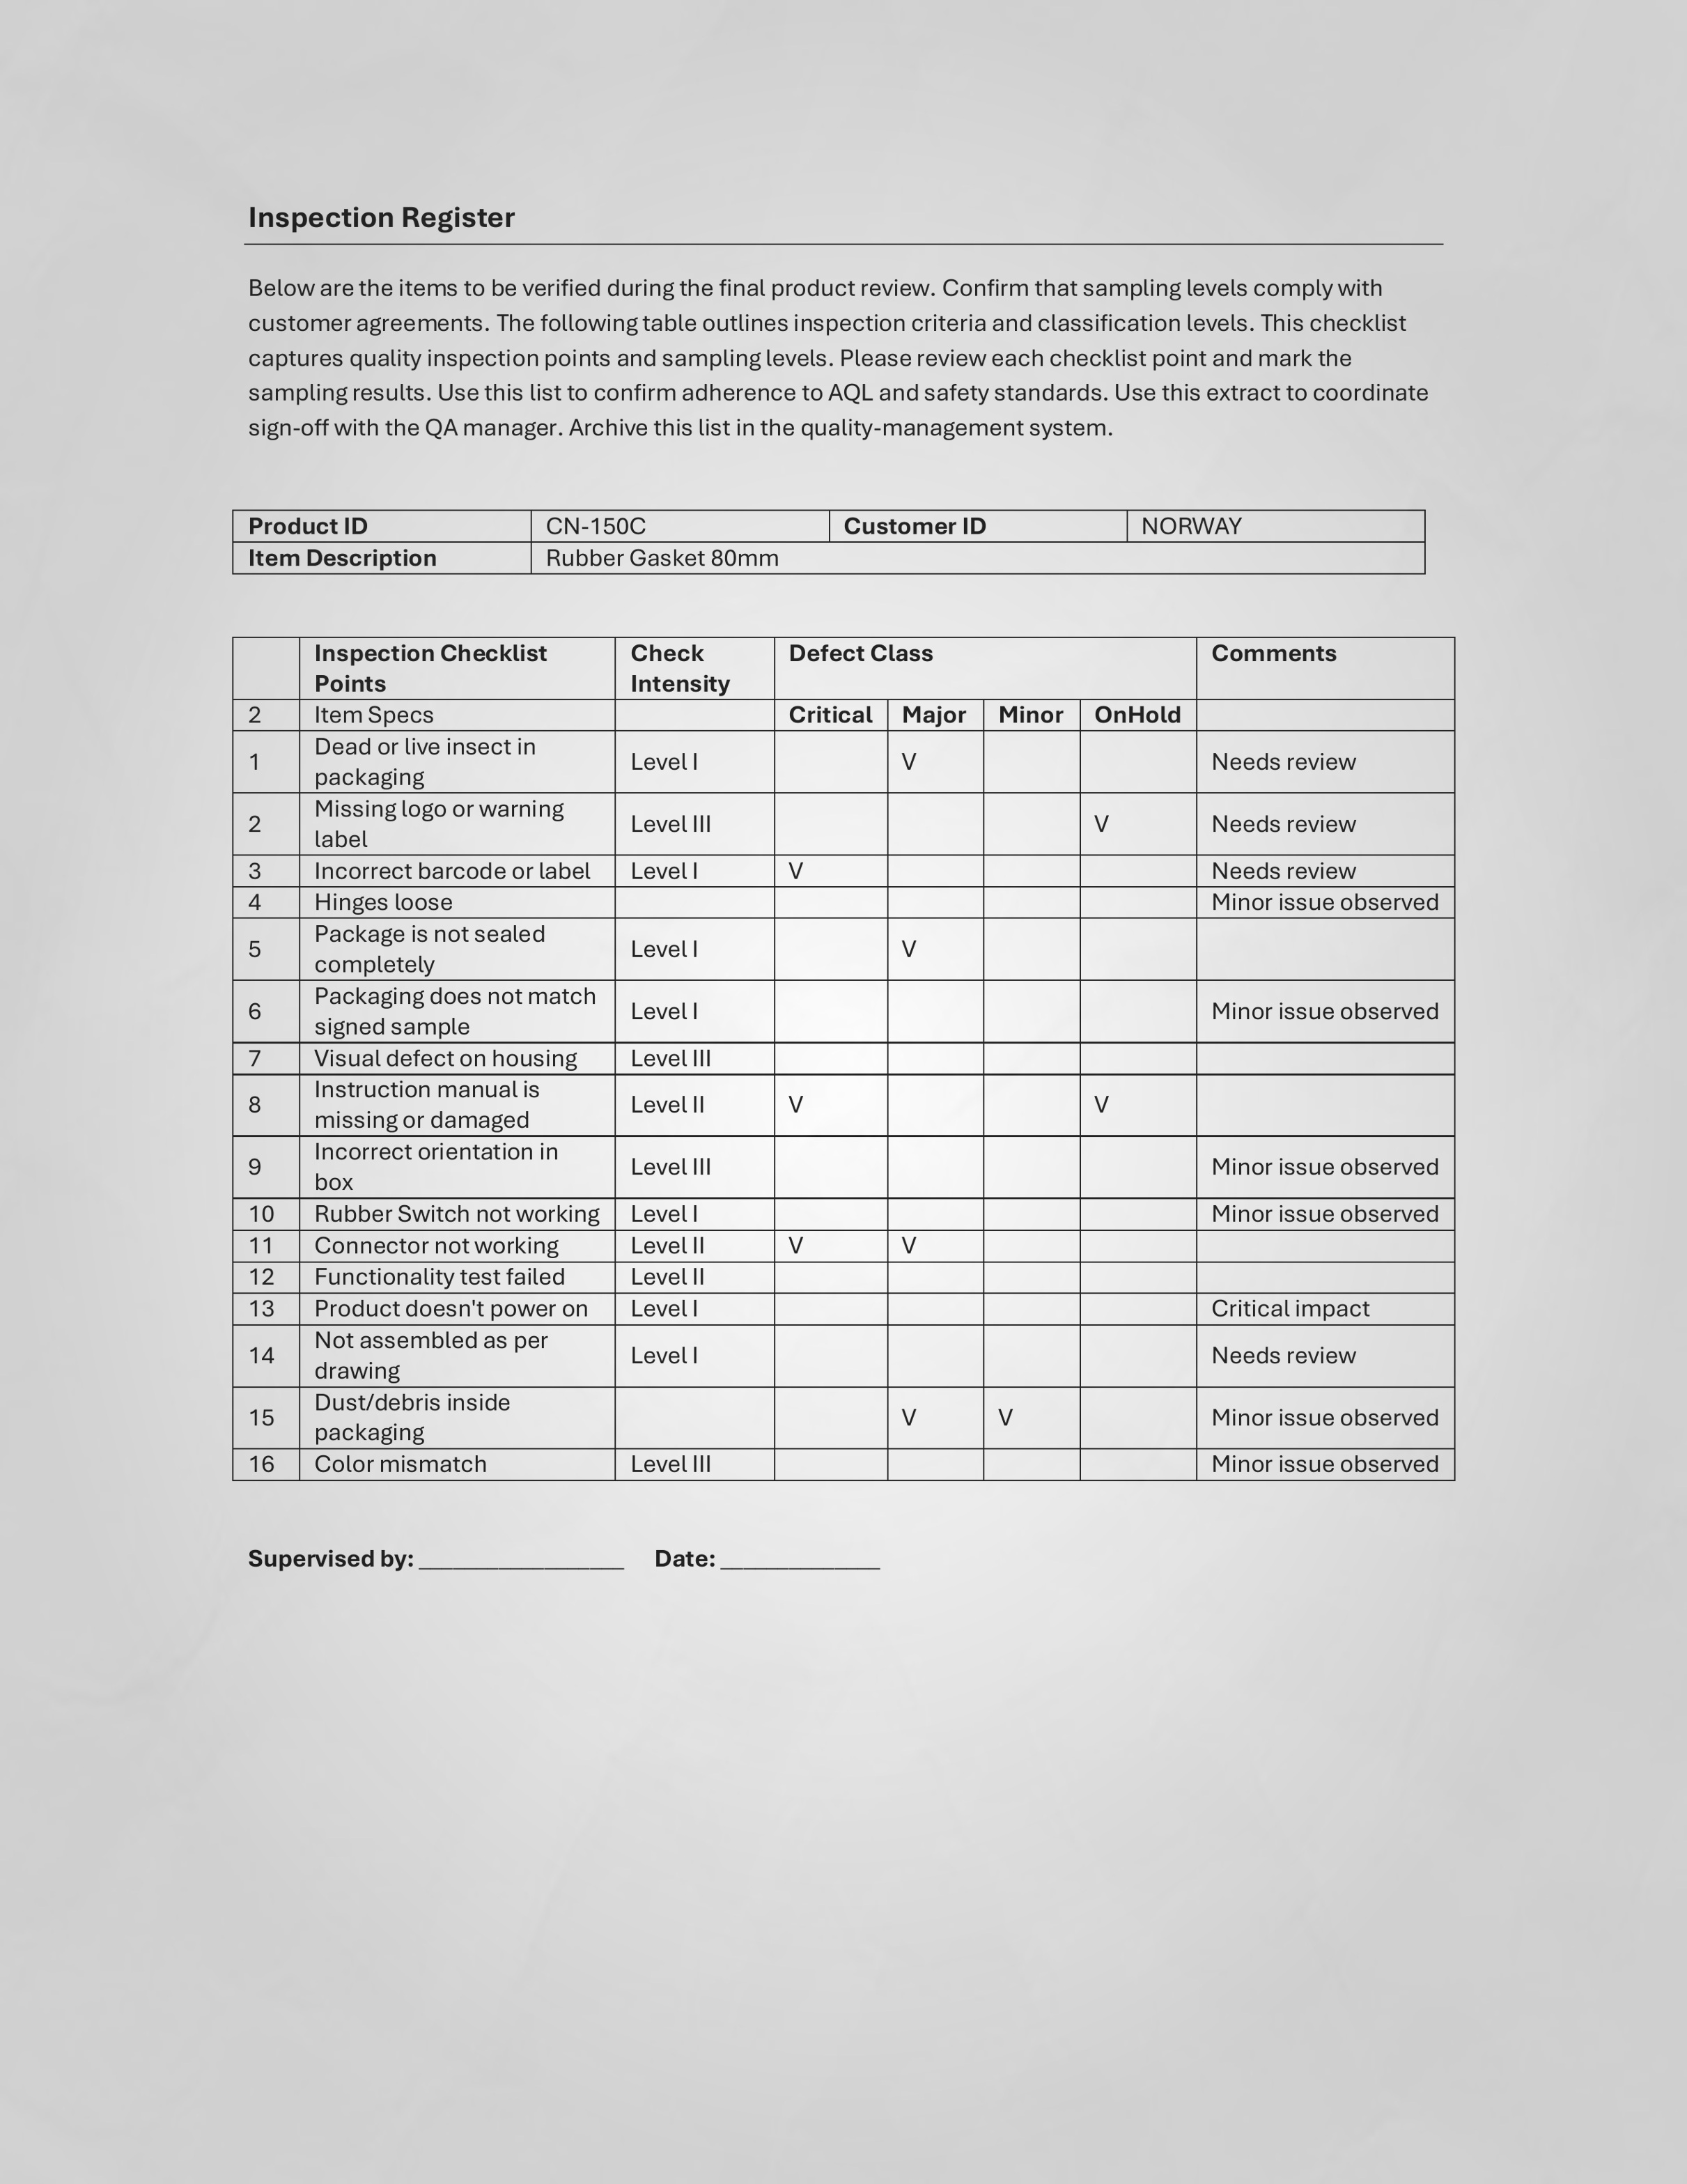 Inspection Register
Below are the items to be verified during the final product review. Confirm that sampling levels comply with
customer agreements. The following table outlines inspection criteria and classification levels. This checklist
captures quality inspection points and sampling levels. Please review each checklist point and mark the
sampling results. Use this list to confirm adherence to AQL and safety standards. Use this extract to coordinate
sign-off with the QA manager. Archive this list in the quality-management system.
Product ID CN-150C Customer ID NORWAY
Item Description Rubber Gasket 80mm
Inspection Checklist Points Check Intensity Defect Class Comments
2 Item Specs Critical Major Minor OnHold
1 Dead or live insect in packaging Level I V Needs review
2 Missing logo or warning label Level III V Needs review
3 Incorrect barcode or label Level I V Needs review
4 Hinges loose Minor issue observed
5 Package is not sealed completely Level I V
6 Packaging does not match signed sample Level I Minor issue observed
7 Visual defect on housing Level III
8 Instruction manual is missing or damaged Level II V V
9 Incorrect orientation in box Level III Minor issue observed
10 Rubber Switch not working Level I Minor issue observed
11 Connector not working Level II V V
12 Functionality test failed Level II
13 Product doesn't power on Level I Critical impact
14 Not assembled as per drawing Level I Needs review
15 Dust/debris inside packaging V V Minor issue observed
16 Color mismatch Level III Minor issue observed
Supervised by: __________________ Date: ______________